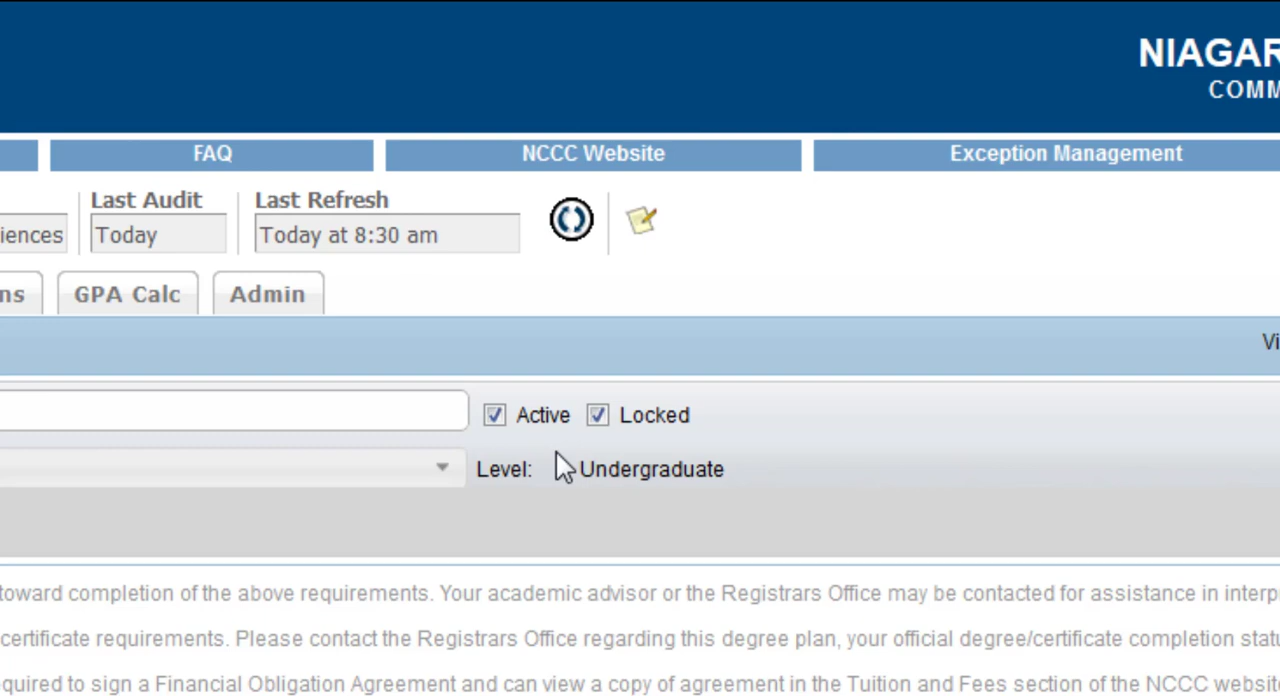 NIAGAR
COMM
FAQ
NCCC Website
Exception Management
Last Audit
Last Refresh
iences
Today
Today at 8:30 am
ns
GPA Calc
Admin
Vi
Active
Locked
Level:
Undergraduate
toward completion of the above requirements. Your academic advisor or the Registrars Office may be contacted for assistance in interp
certificate requirements. Please contact the Registrars Office regarding this degree plan, your official degree/certificate completion statu
quired to sign a Financial Obligation Agreement and can view a copy of agreement in the Tuition and Fees section of the NCCC website